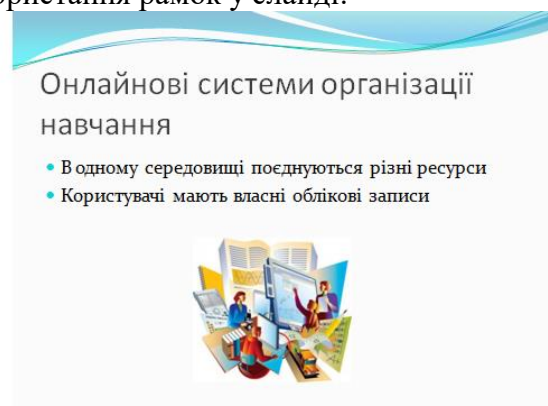 рамок у слайді.
Онлайнові системи організації
навчання
• В одному середовищі поєднуються різні ресурси
• Користувачі мають власні облікові записи